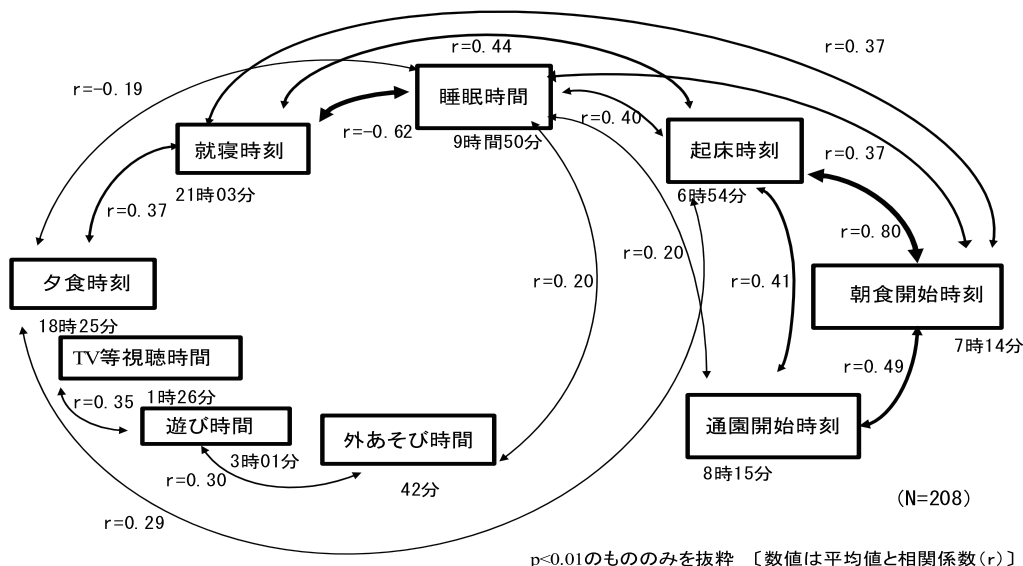 r=0.37
r=0.44
r=−0.19
睡眠時間
9時間50分
r=−0.62
r=0.40
就寝時刻
21時03分
起床時刻
6時54分
r=0.37
r=0.37
r=0.80
r=0.20
r=0.20
r=0.41
夕食時刻
18時25分
朝食開始時刻
7時14分
TV等視聴時間
1時26分
r=0.35
r=0.49
遊び時間
3時01分
外あそび時間
42分
通園開始時刻
8時15分
r=0.30
r=0.29
(N=208)
p<0.01のもののみを抜粋 〔数値は平均値と相関係数(r)〕